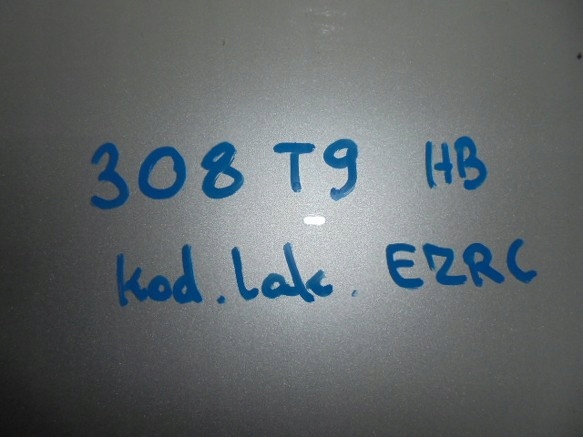 308 T9 HB
kod. lak. EZRC